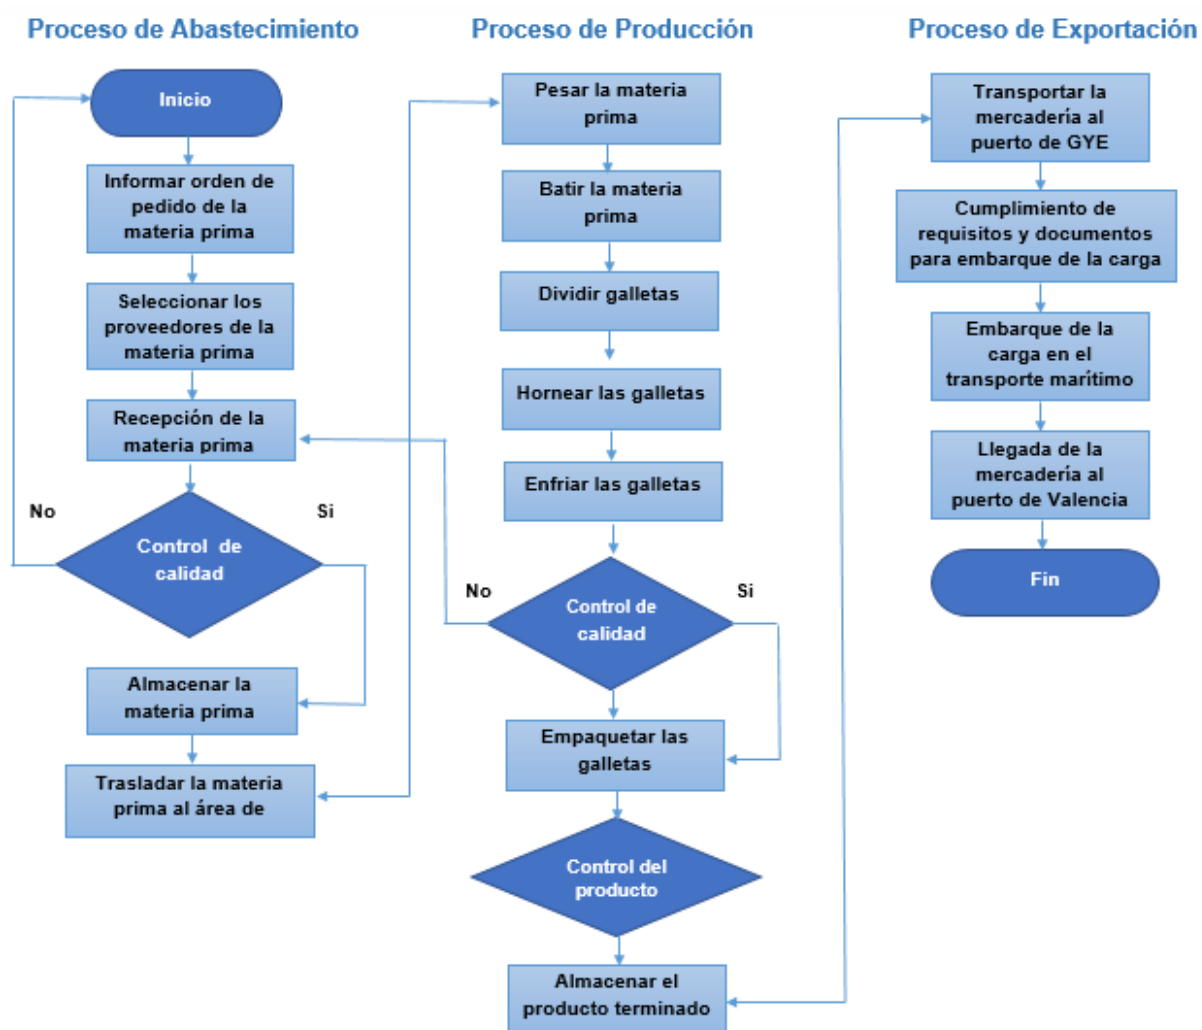 Proceso de Abastecimiento
Inicio
Informar orden de
pedido de la
materia prima
Seleccionar los
proveedores de la
materia prima
Recepción de la
materia prima
No
Si
Control de
calidad
Almacenar la
materia prima
Trasladar la materia
prima al área de
Proceso de Producción
Pesar la materia
prima
Batir la materia
prima
Dividir galletas
Hornear las galletas
Enfriar las galletas
No
Si
Control de
calidad
Empaquetar las
galletas
Control del
producto
Almacenar el
producto terminado
Proceso de Exportación
Transportar la
mercadería al
puerto de GYE
Cumplimiento de
requisitos y documentos
para embarque de la carga
Embarque de la
carga en el
transporte marítimo
Llegada de la
mercadería al
puerto de Valencia
Fin